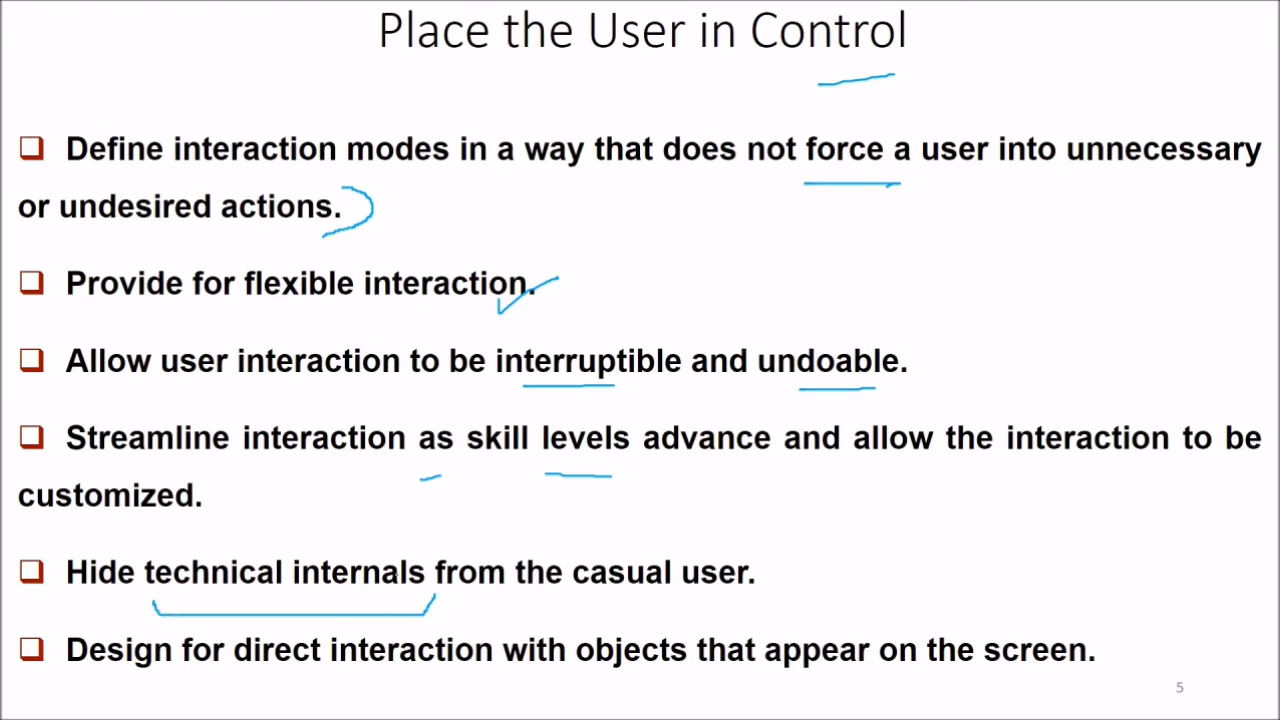 Place the User in Control
❑ Define interaction modes in a way that does not force a user into unnecessary
or undesired actions.
❑ Provide for flexible interaction.
❑ Allow user interaction to be interruptible and undoable.
❑ Streamline interaction as skill levels advance and allow the interaction to be
customized.
❑ Hide technical internals from the casual user.
❑ Design for direct interaction with objects that appear on the screen.
5